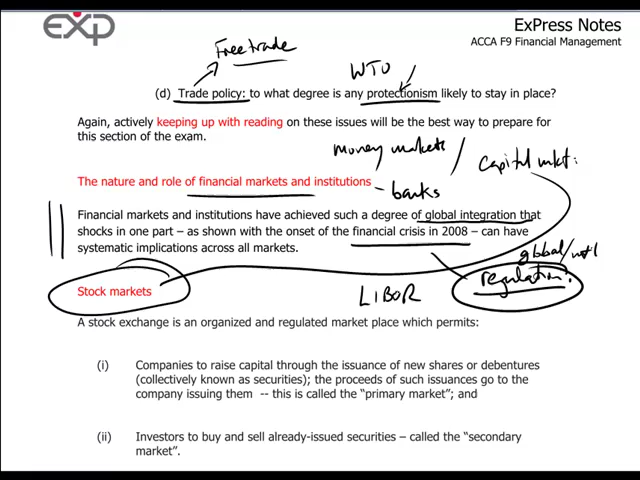 exp
ExPress Notes
ACCA F9 Financial Management
Free trade
WTO
(d) Trade policy: to what degree is any protectionism likely to stay in place?
Again, actively keeping up with reading on these issues will be the best way to prepare for
this section of the exam.
money markets / Capital mkt:
The nature and role of financial markets and institutions
- banks
Financial markets and institutions have achieved such a degree of global integration that
shocks in one part – as shown with the onset of the financial crisis in 2008 – can have
systematic implications across all markets.
global/
regulation
Stock markets
LIBOR
A stock exchange is an organized and regulated market place which permits:
(i) Companies to raise capital through the issuance of new shares or debentures
(collectively known as securities); the proceeds of such issuances go to the
company issuing them -- this is called the “primary market”; and
(ii) Investors to buy and sell already-issued securities – called the “secondary
market”.